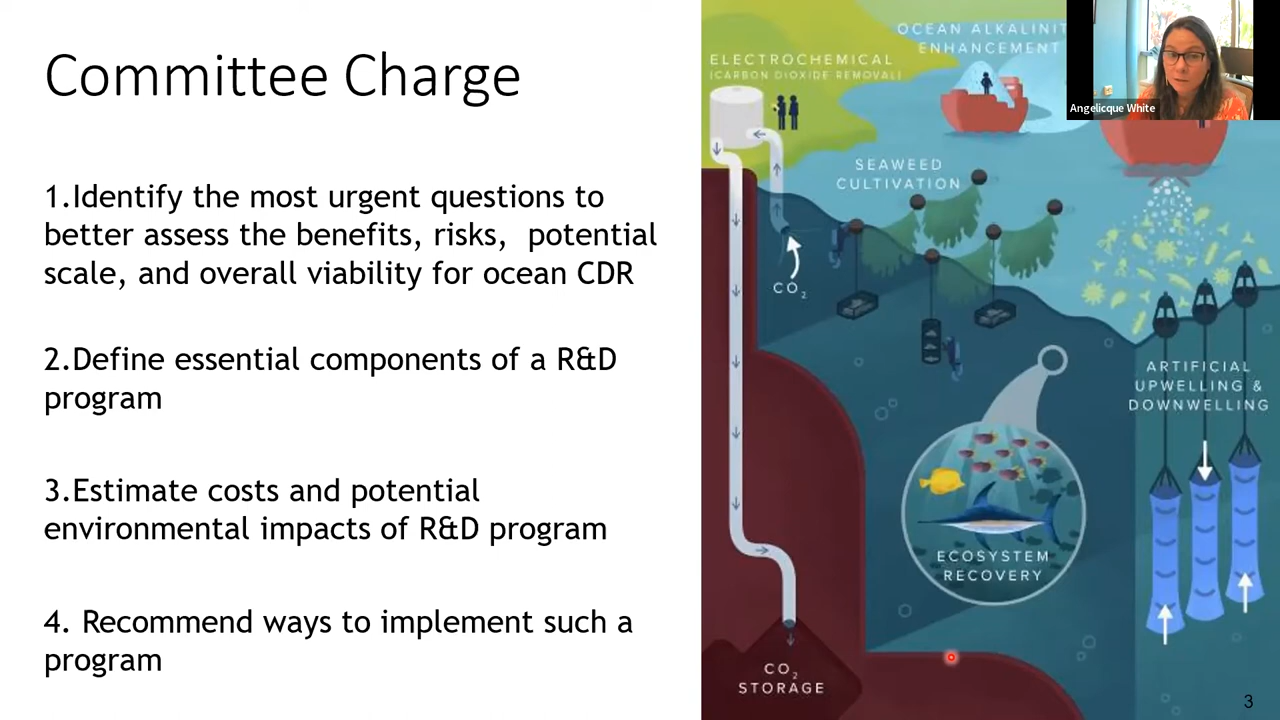 Committee Charge
1.Identify the most urgent questions to
better assess the benefits, risks, potential
scale, and overall viability for ocean CDR
2.Define essential components of a R&D
program
3.Estimate costs and potential
environmental impacts of R&D program
4. Recommend ways to implement such a
program
OCEAN ALKALINIT
ENHANCEMENT
ELECTROCHEMICAL
(CARBON DIOXIDE REMOVAL)
Angelicque White
SEAWEED
CULTIVATION
FE
CO2
ARTIFICIAL
UPWELLING &
DOWNWELLING
ECOSYSTEM
RECOVERY
CO2
STORAGE
3